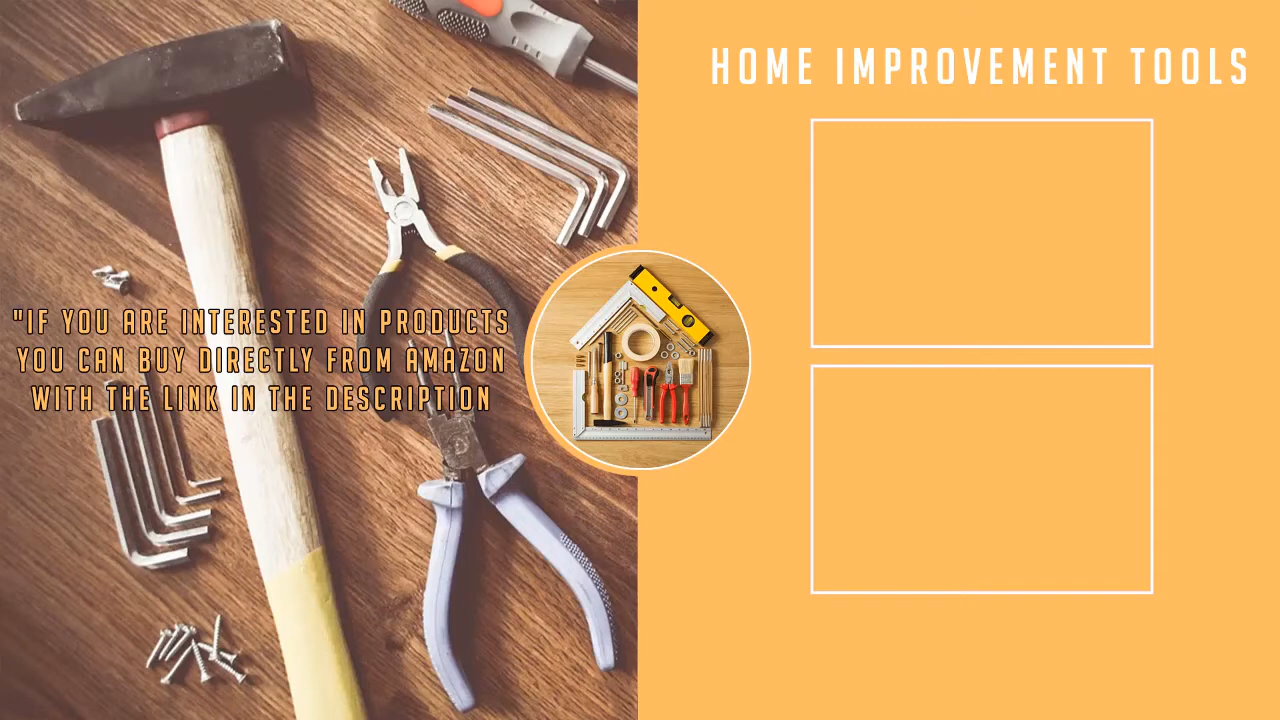 HOME IMPROVEMENT TOOLS
"IF YOU ARE INTERESTED IN PRODUCTS
YOU CAN BUY DIRECTLY FROM AMAZON
WITH THE LINK IN THE DESCRIPTION